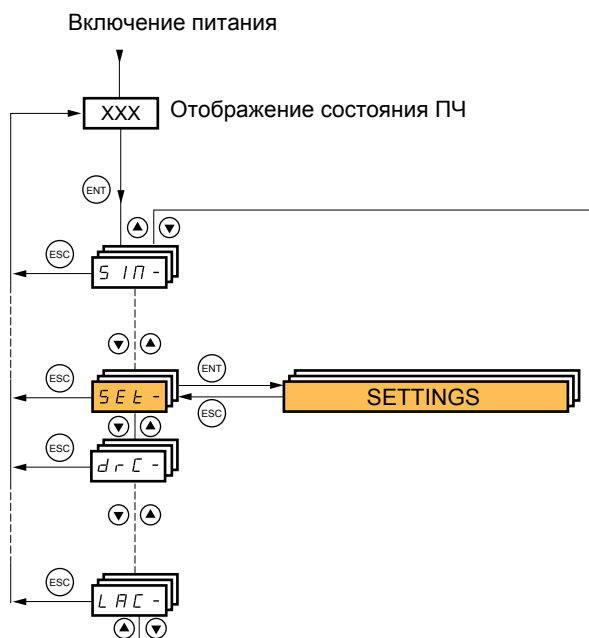 Включение питания
XXX Отображение состояния ПЧ
ENT
ESC
SIM-
ENT
ESC
SEt-
SETTINGS
ESC
ESC
drC-
ESC
LAC-